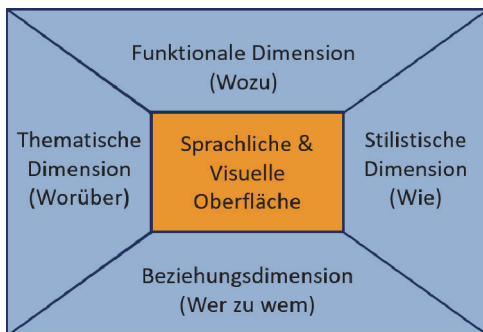 Funktionale Dimension
(Wozu)
Thematische
Dimension
(Worüber)
Sprachliche &
Visuelle
Oberfläche
Stilistische
Dimension
(Wie)
Beziehungsdimension
(Wer zu wem)